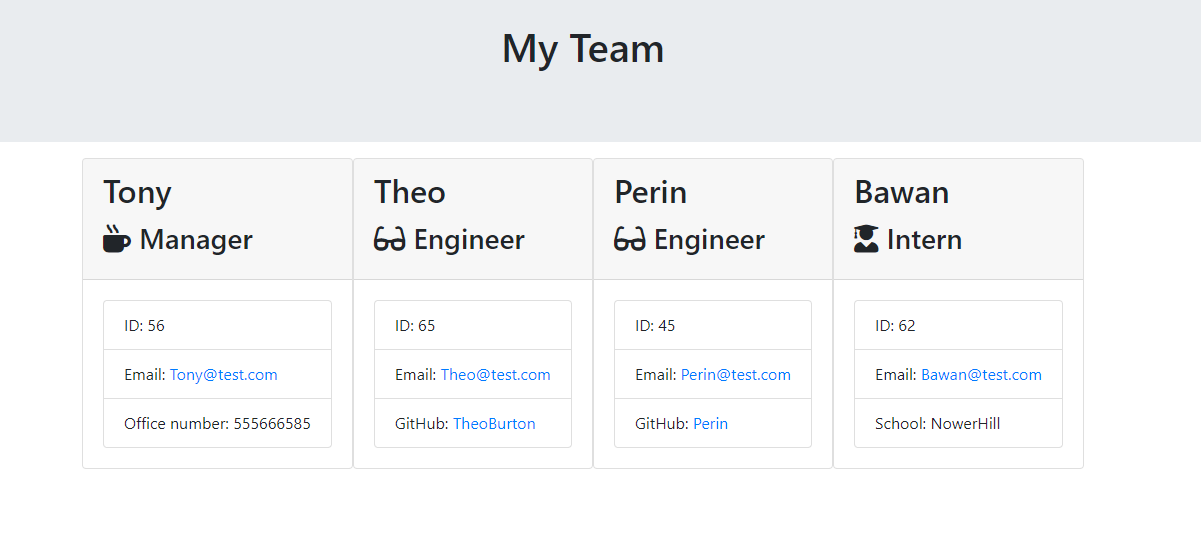 My Team
Tony
Manager
ID: 56
Email: Tony@test.com
Office number: 555666585
Theo
Engineer
ID: 65
Email: Theo@test.com
GitHub: TheoBurton
Perin
Engineer
ID: 45
Email: Perin@test.com
GitHub: Perin
Bawan
Intern
ID: 62
Email: Bawan@test.com
School: NowerHill